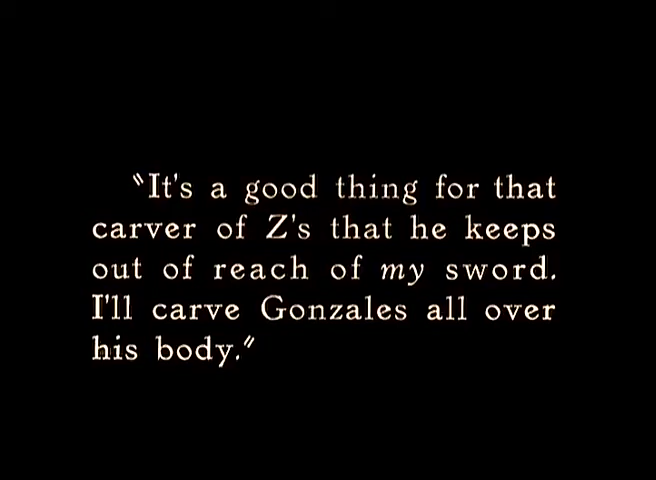 "It's a good thing for that
carver of Z's that he keeps
out of reach of my sword.
I'll carve Gonzales all over
his body."